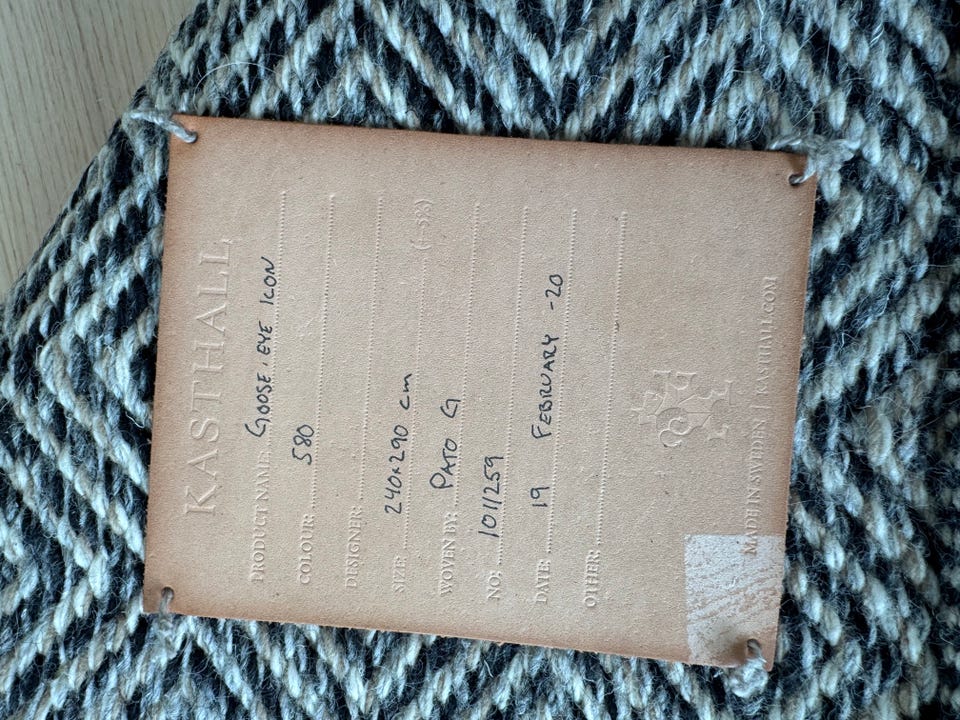 KASTHALL
PRODUCT NAME: GOOSE.EYE ICON
COLOUR: 580
DESIGNER:
SIZE: 240x290 cm (+-5%)
WOVEN BY: PATO G
NO: 101/259
DATE: 19 FEBRUARY -20
OTHER:
MADE IN SWEDEN | KASTHALL.COM